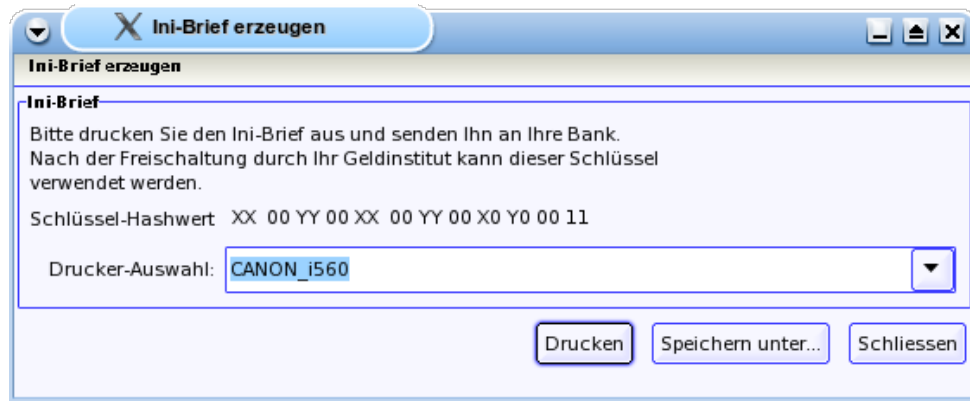 Ini-Brief erzeugen
Ini-Brief erzeugen
Ini-Brief
Bitte drucken Sie den Ini-Brief aus und senden Ihn an Ihre Bank.
Nach der Freischaltung durch Ihr Geldinstitut kann dieser Schlüssel
verwendet werden.
Schlüssel-Hashwert XX 00 YY 00 XX 00 YY 00 X0 Y0 00 11
Drucker-Auswahl: CANON_i560
Drucken Speichern unter... Schliessen